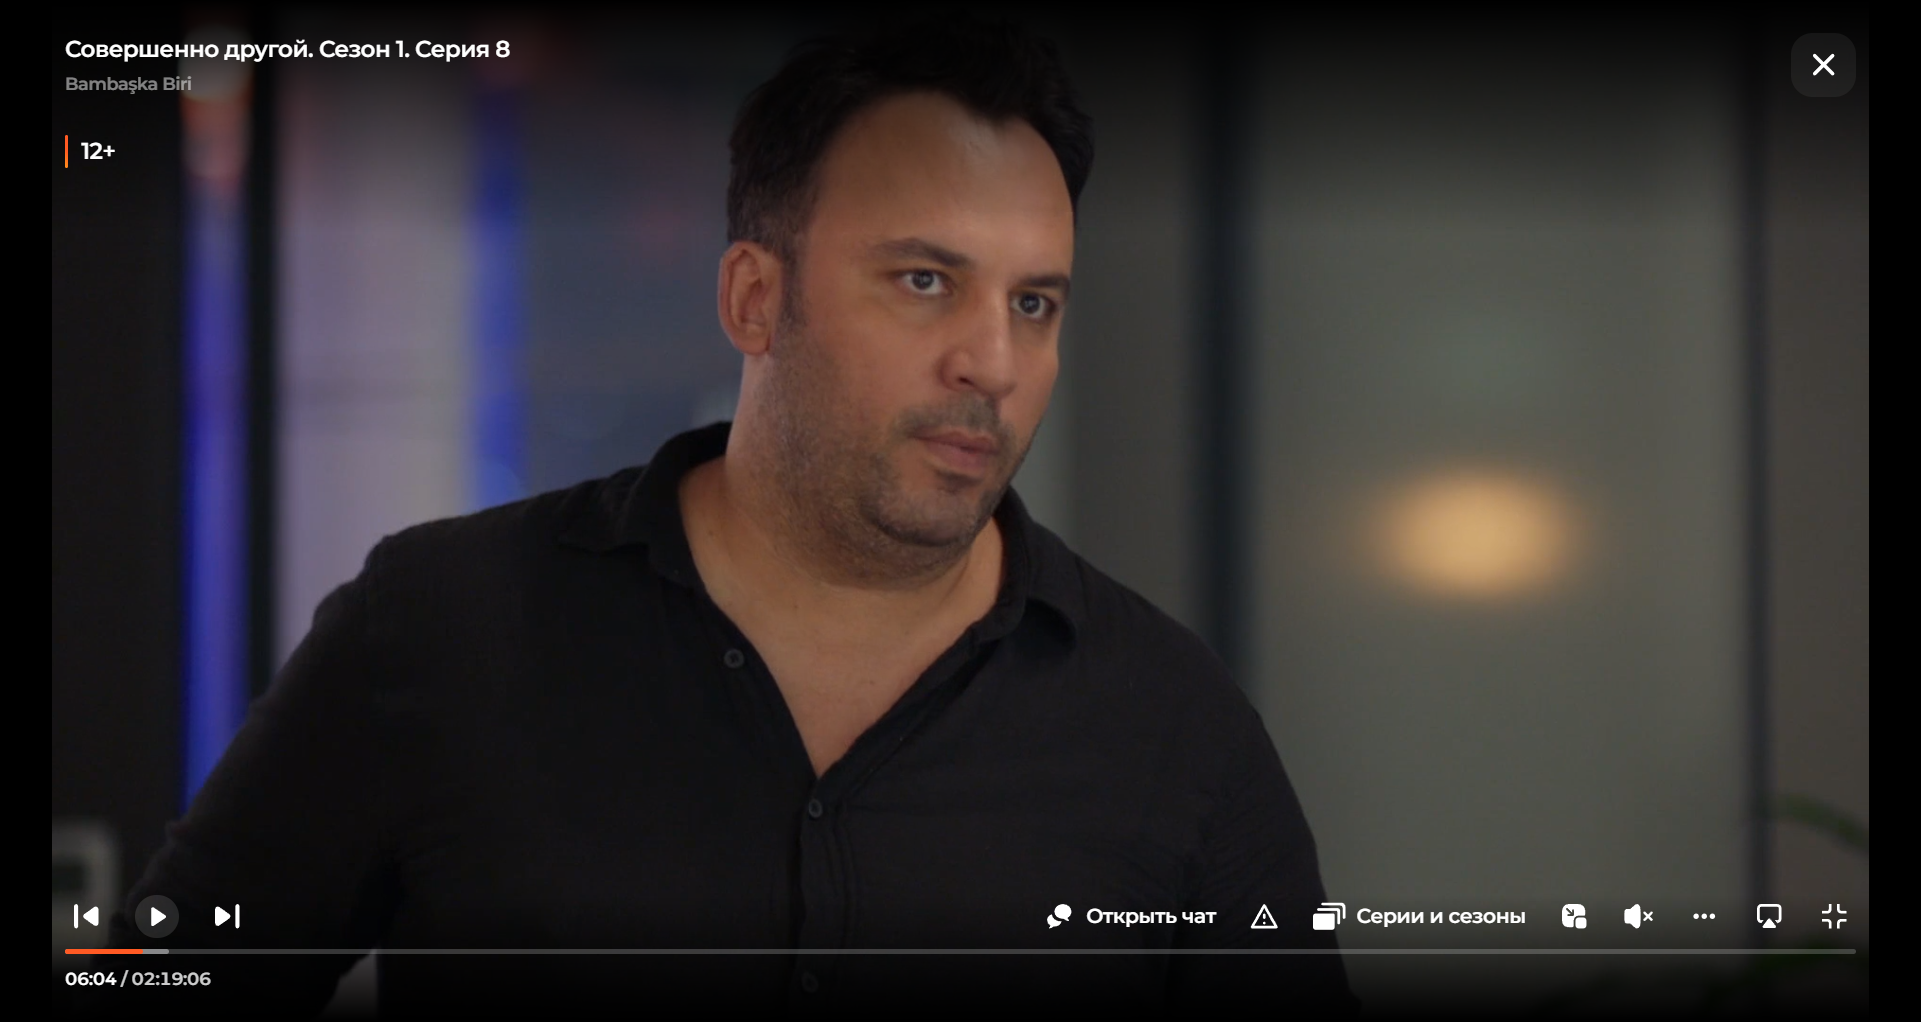 Совершенно другой. Сезон 1. Серия 8
Bambaşka Biri
12+
Открыть чат
Серии и сезоны
06:04 / 02:19:06